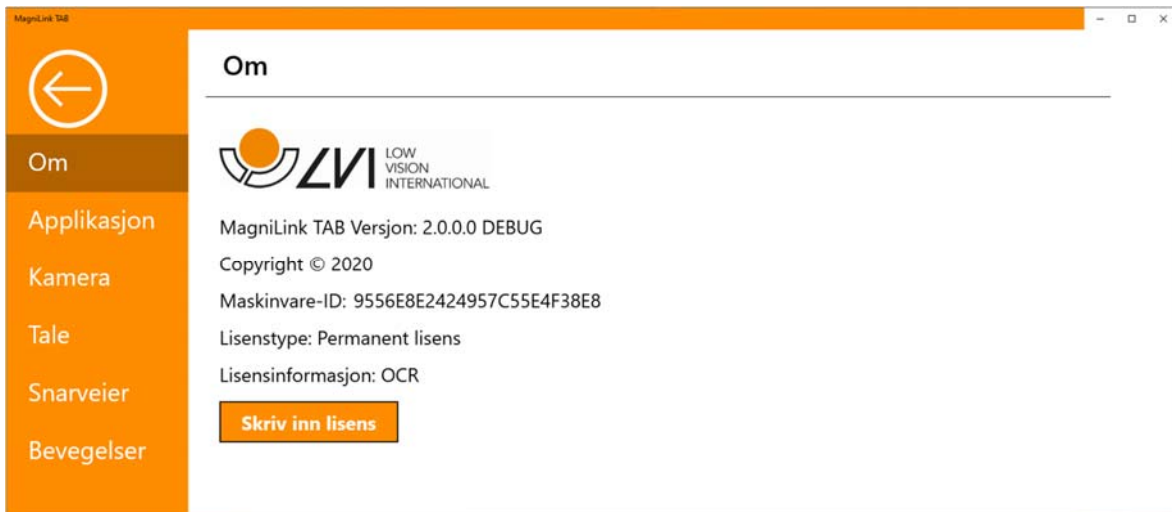 MagniLink TAB
Om
Applikasjon
Kamera
Tale
Snarveier
Bevegelser
Om
LVI LOW
VISION
INTERNATIONAL
MagniLink TAB Versjon: 2.0.0.0 DEBUG
Copyright © 2020
Maskinvare-ID: 9556E8E2424957C55E4F38E8
Lisenstype: Permanent lisens
Lisensinformasjon: OCR
Skriv inn lisens